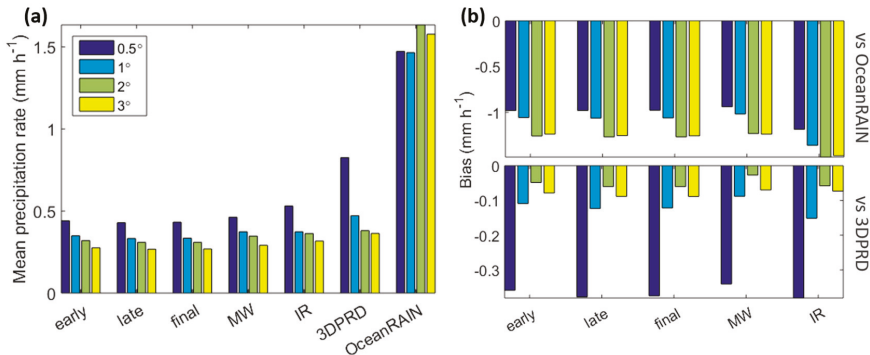 (a)
Mean precipitation rate (mm h-1)
1.5
1
0.5
0
0.5°
1°
2°
3°
early
late
final
MW
IR
3DPRD
OceanRAIN
(b)
Bias (mm h-1)
0
-0.5
-1
vs OceanRAIN
0
-0.1
-0.2
-0.3
vs 3DPRD
early
late
final
MW
IR